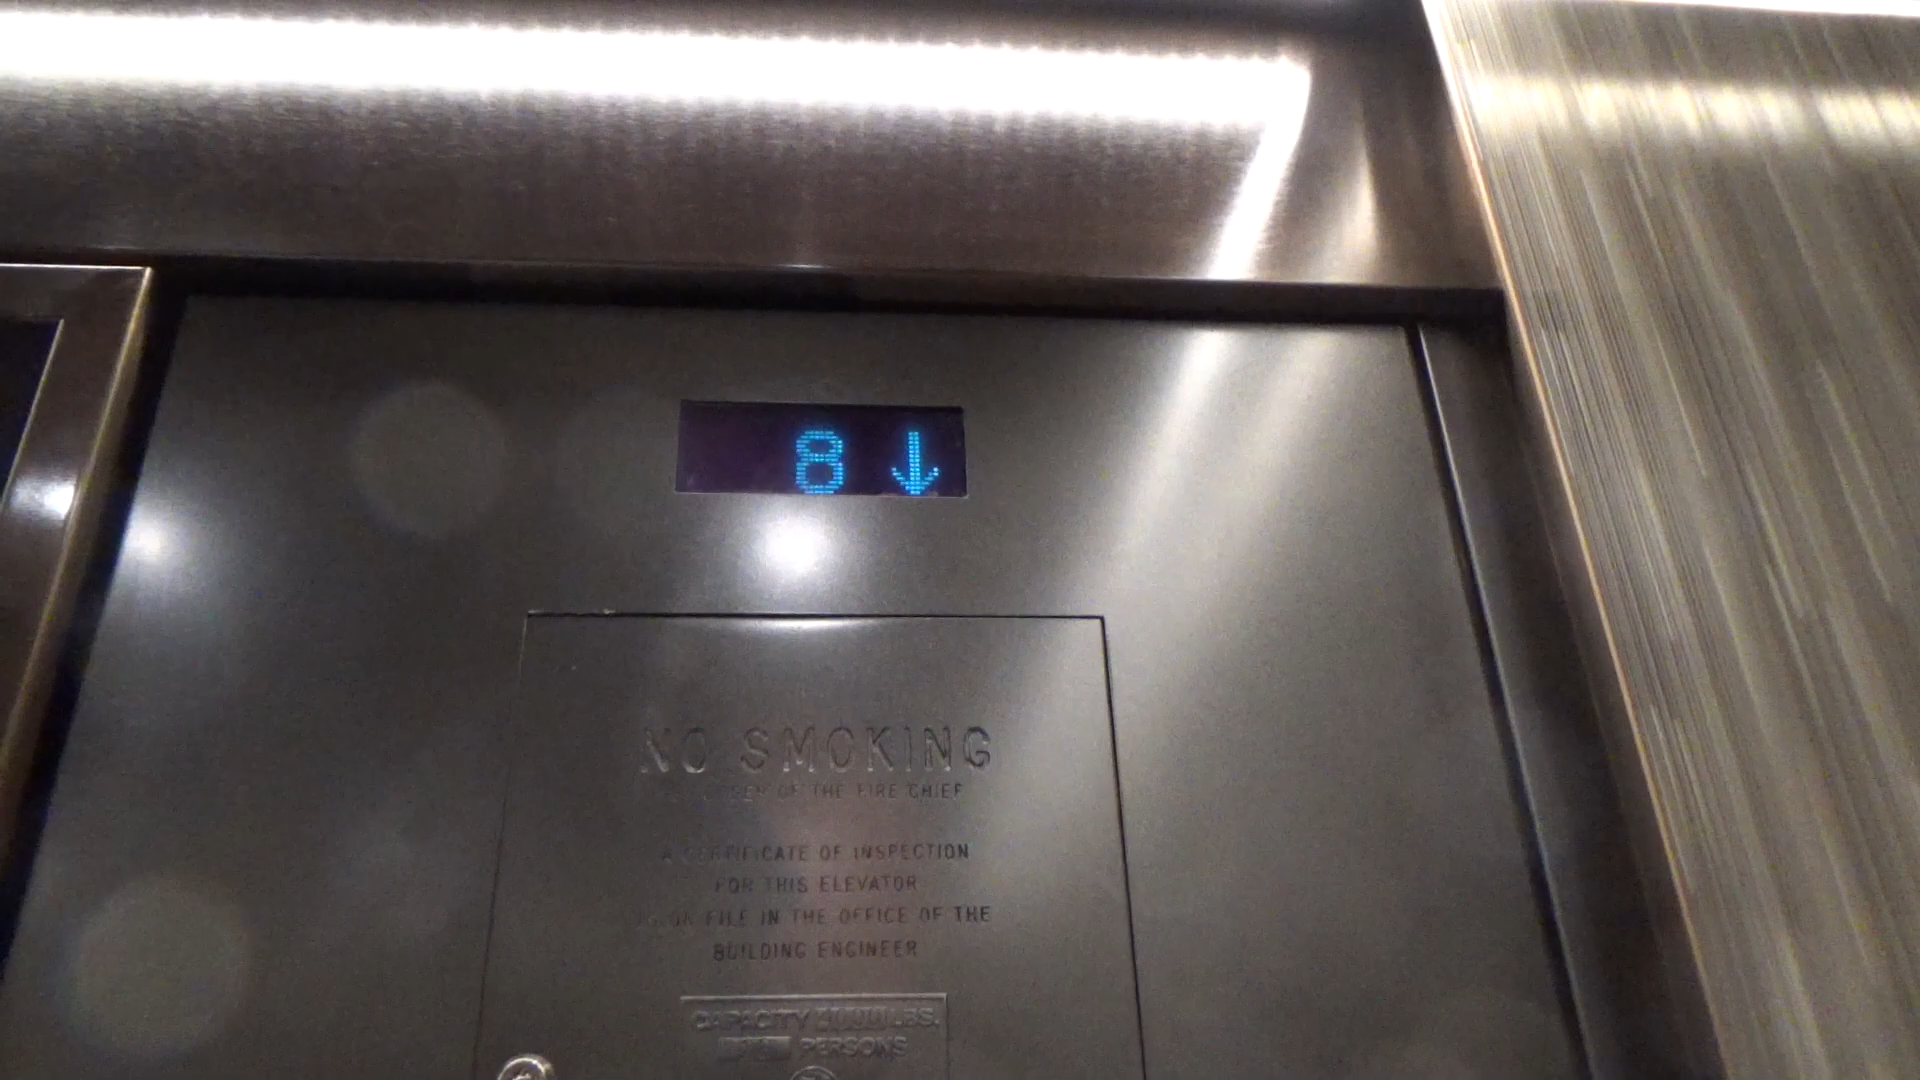 8 ↓
NO SMOKING
OF THE FIRE CHIEF
A CERTIFICATE OF INSPECTION
FOR THIS ELEVATOR
ON FILE IN THE OFFICE OF THE
BUILDING ENGINEER
CAPACITY LBS.
PERSONS